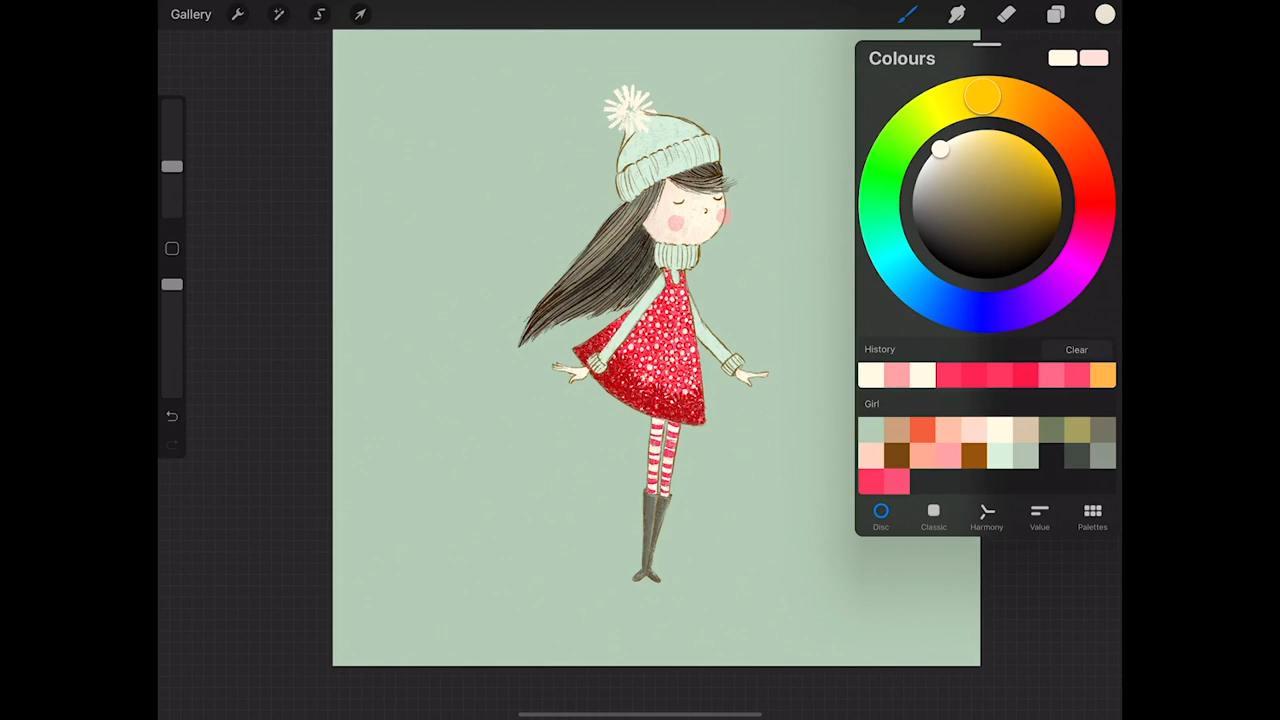 Gallery
Colours
History
Clear
Girl
Disc
Classic
Harmony
Value
Palettes